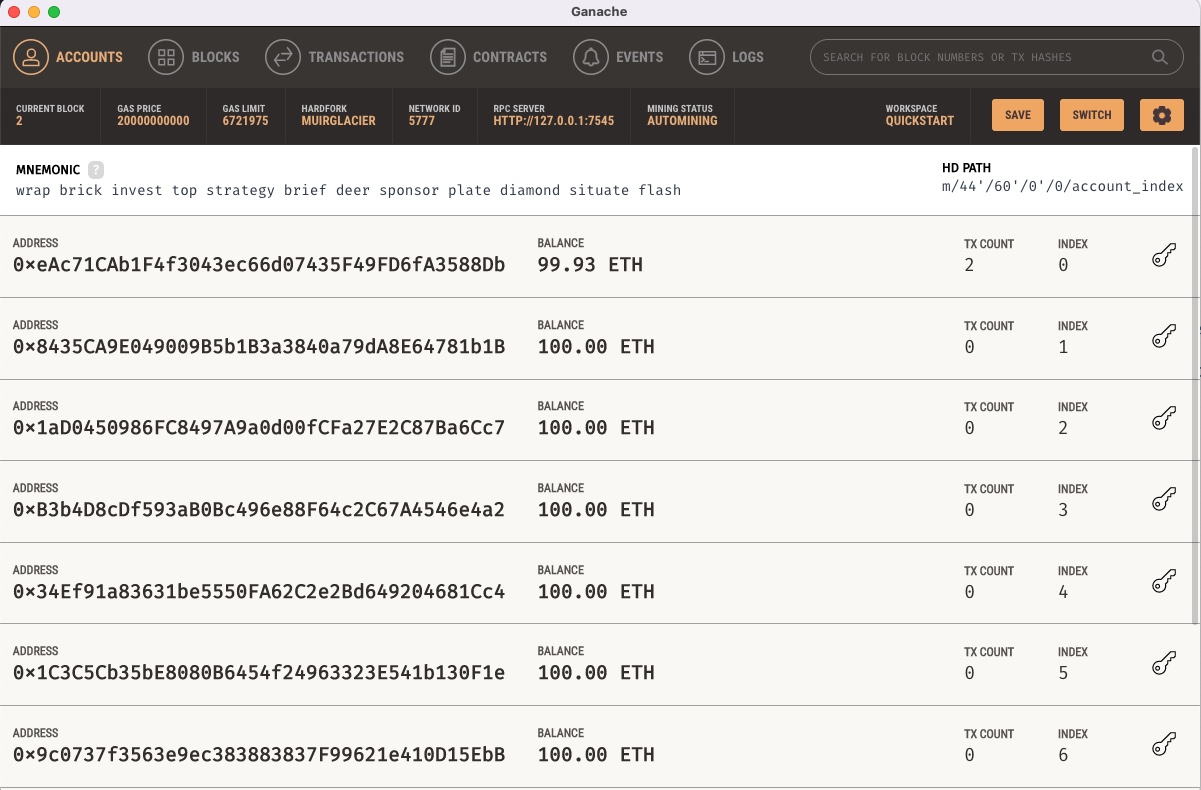 Ganache
ACCOUNTS BLOCKS TRANSACTIONS CONTRACTS EVENTS LOGS SEARCH FOR BLOCK NUMBERS OR TX HASHES
CURRENT BLOCK GAS PRICE GAS LIMIT HARDFORK NETWORK ID RPC SERVER MINING STATUS WORKSPACE
2 20000000000 6721975 MUIRGLACIER 5777 HTTP://127.0.0.1:7545 AUTOMINING QUICKSTART SAVE SWITCH
MNEMONIC ? HD PATH
wrap brick invest top strategy brief deer sponsor plate diamond situate flash m/44'/60'/0'/0/account_index
ADDRESS BALANCE TX COUNT INDEX
0×eAc71CAb1F4f3043ec66d07435F49FD6fA3588Db 99.93 ETH 2 0
ADDRESS BALANCE TX COUNT INDEX
0×8435CA9E049009B5b1B3a3840a79dA8E64781b1B 100.00 ETH 0 1
ADDRESS BALANCE TX COUNT INDEX
0×1aD0450986FC8497A9a0d00fCFa27E2C87Ba6Cc7 100.00 ETH 0 2
ADDRESS BALANCE TX COUNT INDEX
0×B3b4D8cDf593aB0Bc496e88F64c2C67A4546e4a2 100.00 ETH 0 3
ADDRESS BALANCE TX COUNT INDEX
0×34Ef91a83631be5550FA62C2e2Bd649204681Cc4 100.00 ETH 0 4
ADDRESS BALANCE TX COUNT INDEX
0×1C3C5Cb35bE8080B6454f24963323E541b130F1e 100.00 ETH 0 5
ADDRESS BALANCE TX COUNT INDEX
0×9c0737f3563e9ec383883837F99621e410D15EbB 100.00 ETH 0 6